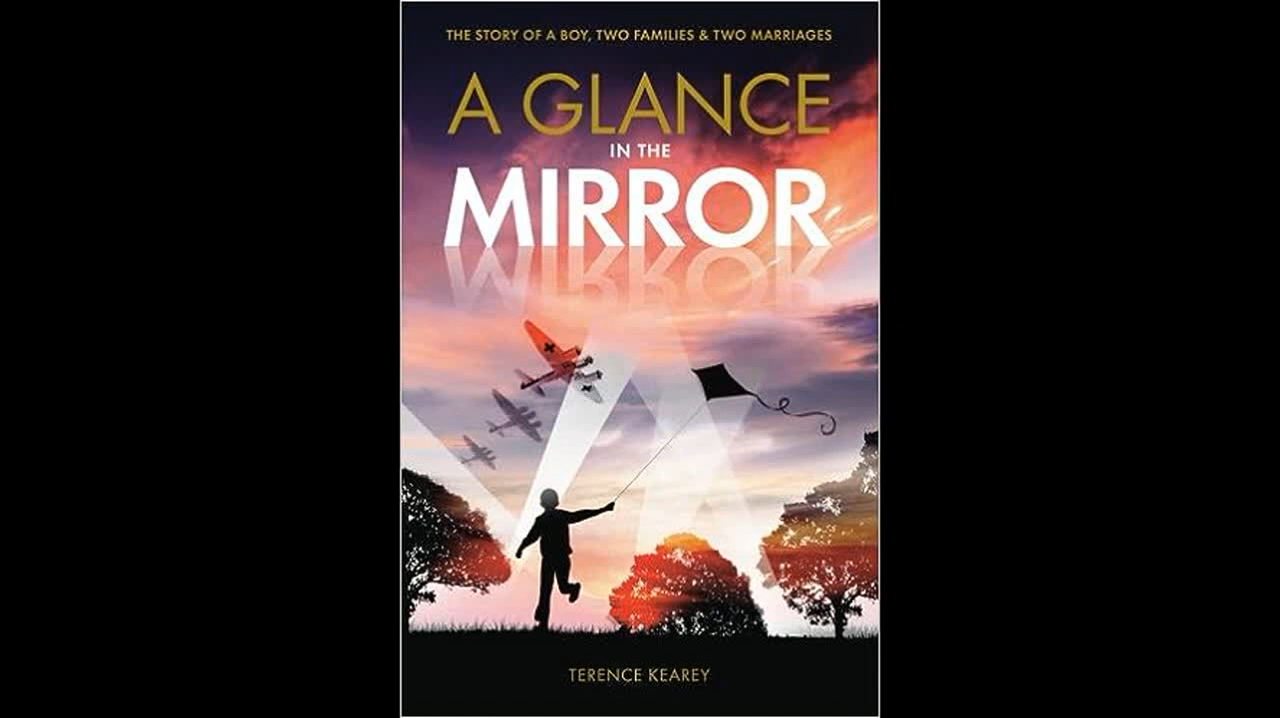 THE STORY OF A BOY, TWO FAMILIES & TWO MARRIAGES
A GLANCE
IN THE
MIRROR
TERENCE KEAREY